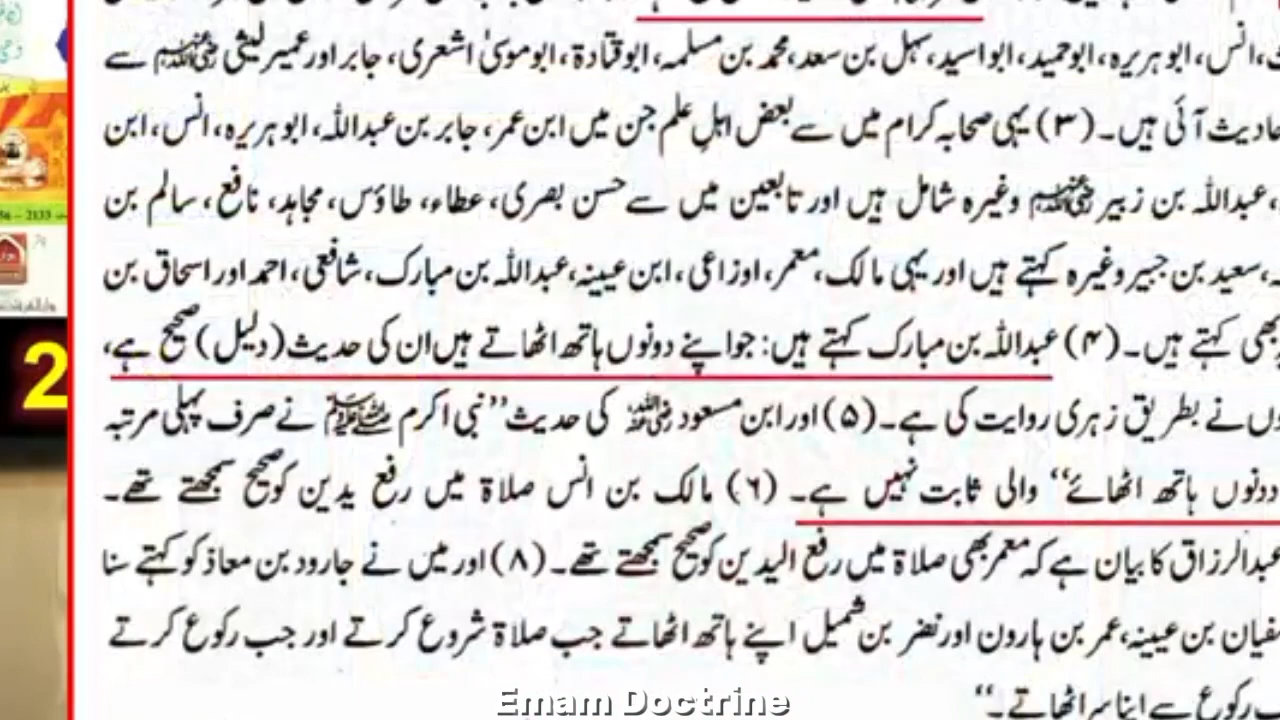 انس، ابو ہریرہ، ابوحمید، ابواسید، سہل بن سعد، محمد بن مسلمہ، ابوقتادۃ، ابوموسیٰ اشعری، جابر اور عمیر لیثی رضی اللہ عنہم سے
آئی ہیں۔ (۳) یہی صحابہ کرام میں سے بعض اہلِ علم جن میں ابن عمر، جابر بن عبداللہ، ابو ہریرہ، انس، ابن
، عبداللہ بن زبیر رضی اللہ عنہم وغیرہ شامل ہیں اور تابعین میں سے حسن بصری، عطاء، طاؤس، مجاہد، نافع، سالم بن
، سعید بن جبیر وغیرہ کہتے ہیں اور یہی مالک، معمر، اوزاعی، ابن عیینہ، عبداللہ بن مبارک، شافعی، احمد اور اسحاق بن
بھی کہتے ہیں۔ (۴) عبداللہ بن مبارک کہتے ہیں: جو اپنے دونوں ہاتھ اٹھاتے ہیں ان کی حدیث (دلیل) صحیح ہے،
نے بطریق زہری روایت کی ہے۔ (۵) اور ابن مسعود رضی اللہ عنہ کی حدیث ’’نبی اکرم ﷺ نے صرف پہلی مرتبہ
دونوں ہاتھ اٹھائے‘‘ والی ثابت نہیں ہے۔ (۶) مالک بن انس صلاۃ میں رفع یدین کو صحیح سمجھتے تھے۔
عبدالرزاق کا بیان ہے کہ معمر بھی صلاۃ میں رفع الیدین کو صحیح سمجھتے تھے۔ (۸) اور میں نے جارود بن معاذ کو کہتے سنا
بن عیینہ، عمر بن ہارون اور نضر بن شمیل اپنے ہاتھ اٹھاتے جب صلاۃ شروع کرتے اور جب رکوع کرتے
رکوع سے اپنا سر اٹھاتے۔‘‘
2
Emam Doctrine